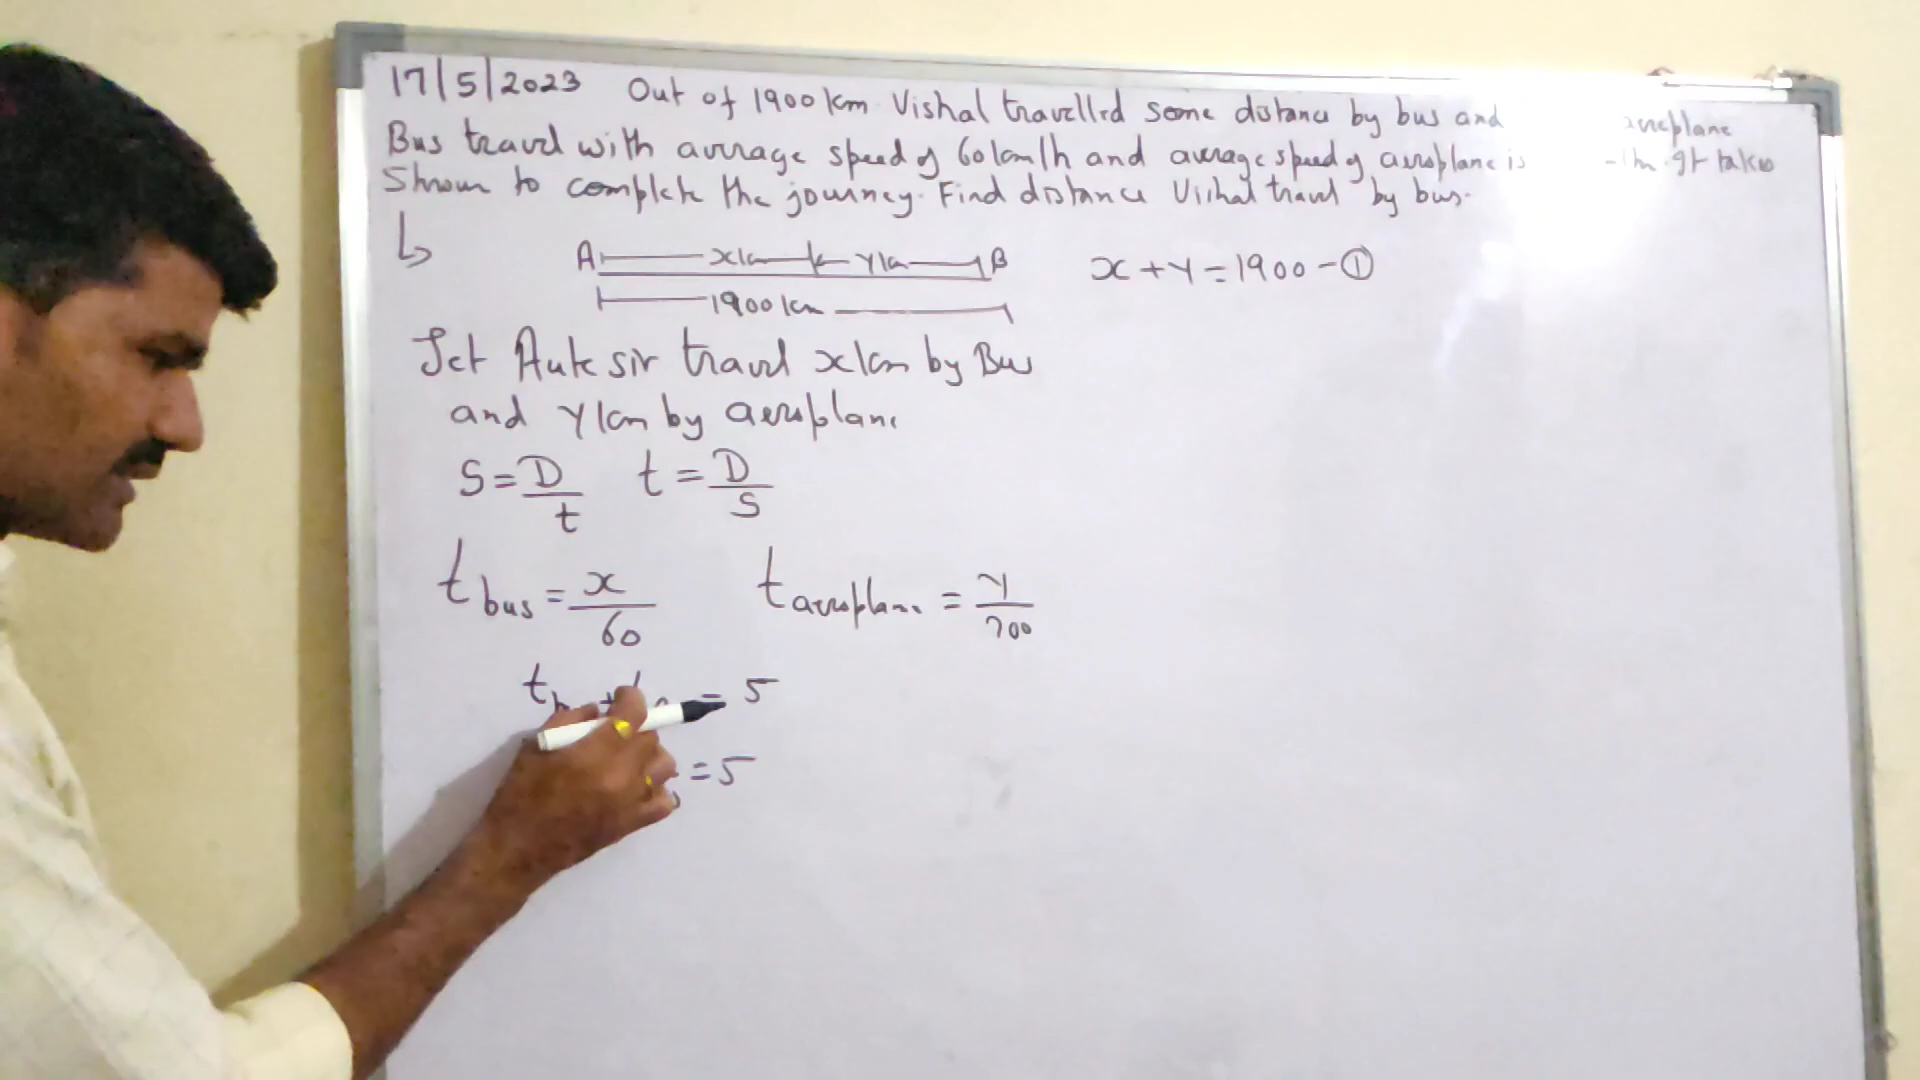 17/5/2023 Out of 1900 km Vishal travelled some distance by bus and aeroplane
Bus travel with average speed of 60 km/h and average speed of aeroplane is It takes
5 hour to complete the journey. Find distance Vishal travel by bus.
A x km y km B x + y = 1900 - ①
1900 km
Let Aute sir travel x km by Bus
and y km by aeroplane
S = D/t t = D/S
t bus = x/60 t aeroplane = y/700
t = 5
= 5